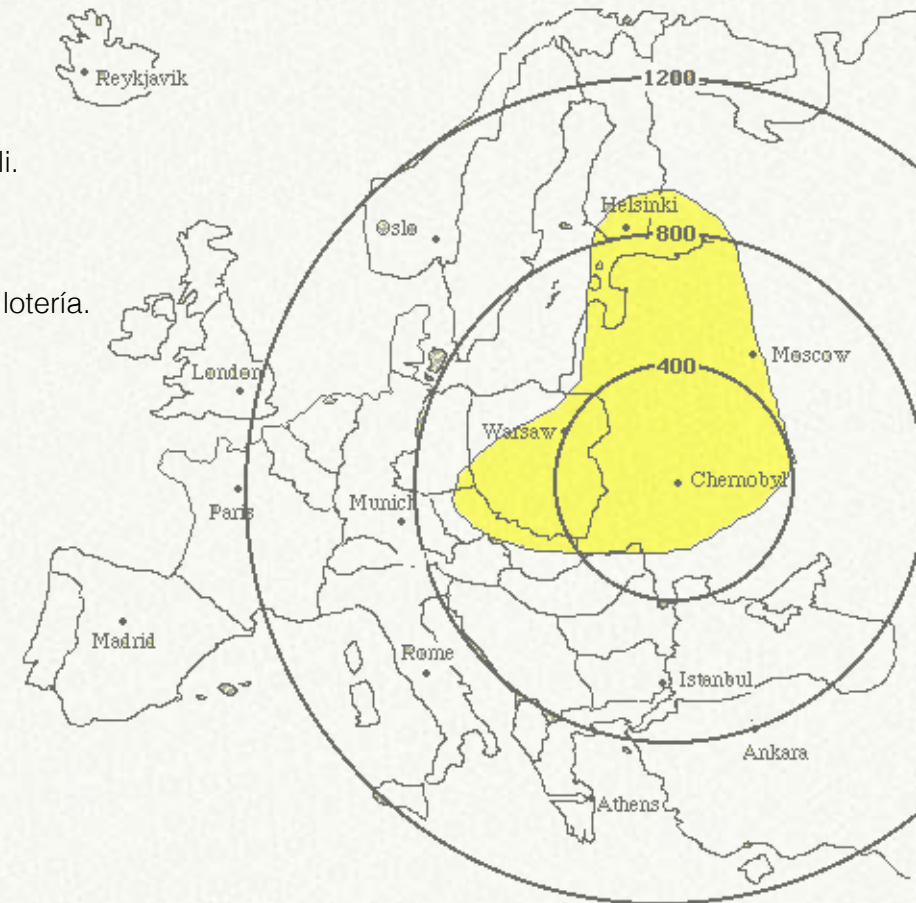 1200
Reykjavik
li.
Helsinki
Oslo
800
lotería.
Moscow
400
London
Warsaw
Chernobyl
Munich
Paris
Madrid
Rome
Istanbul
Ankara
Athens